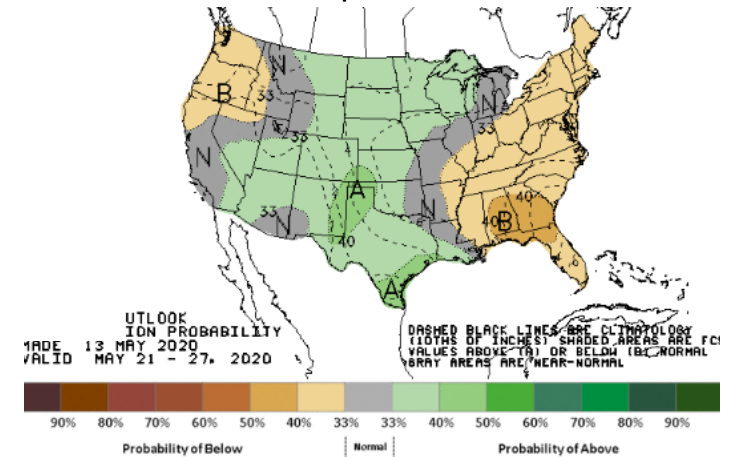 N
B
33
N
33
33
N
A
33
N
40
40
B
N
33
40
A
UTLOOK
ION PROBABILITY
MADE 13 MAY 2020
VALID MAY 21 - 27, 2020
DASHED BLACK LINES ARE CLIMATOLOGY
(10THS OF INCHES) SHADED AREAS ARE FCS
VALUES ABOVE (A) OR BELOW (B) NORMAL
GRAY AREAS ARE NEAR-NORMAL
90% 80% 70% 60% 50% 40% 33% 33% 40% 50% 60% 70% 80% 90%
Probability of Below Normal Probability of Above